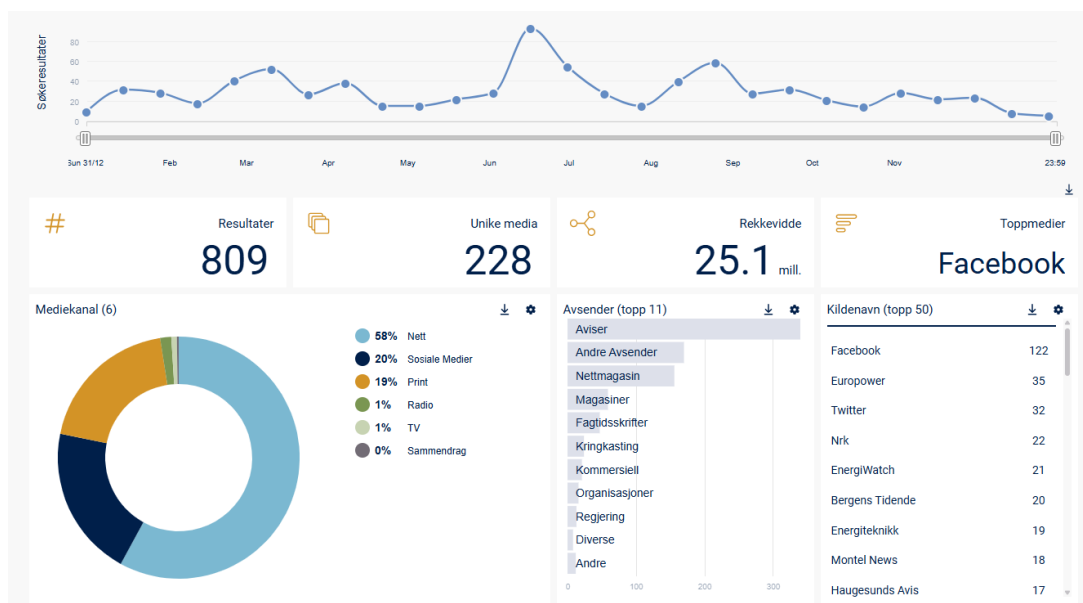 Søkeresultater
80
60
40
20
0
Sun 31/12 Feb Mar Apr May Jun Jul Aug Sep Oct Nov 23:59
# Resultater
809
Unike media
228
Rekkevidde
25.1 mill.
Toppmedier
Facebook
Mediekanal (6)
58% Nett
20% Sosiale Medier
19% Print
1% Radio
1% TV
0% Sammendrag
Avsender (topp 11)
Aviser
Andre Avsender
Nettmagasin
Magasiner
Fagtidsskrifter
Kringkasting
Kommersiell
Organisasjoner
Regjering
Diverse
Andre
0 100 200 300
Kildenavn (topp 50)
Facebook 122
Europower 35
Twitter 32
Nrk 22
EnergiWatch 21
Bergens Tidende 20
Energiteknikk 19
Montel News 18
Haugesunds Avis 17